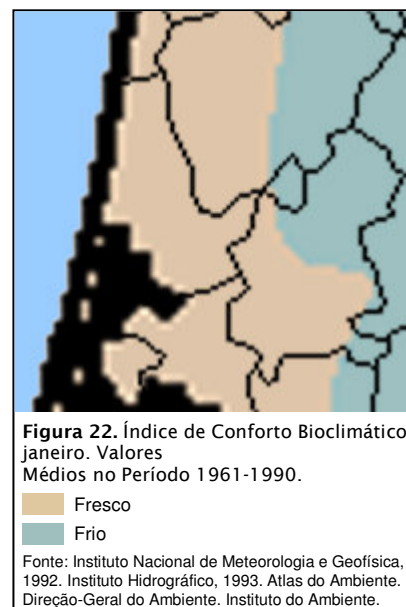 Figura 22. Índice de Conforto Bioclimático
janeiro. Valores
Médios no Período 1961-1990.
Fresco
Frio
Fonte: Instituto Nacional de Meteorologia e Geofísica,
1992. Instituto Hidrográfico, 1993. Atlas do Ambiente.
Direção-Geral do Ambiente. Instituto do Ambiente.